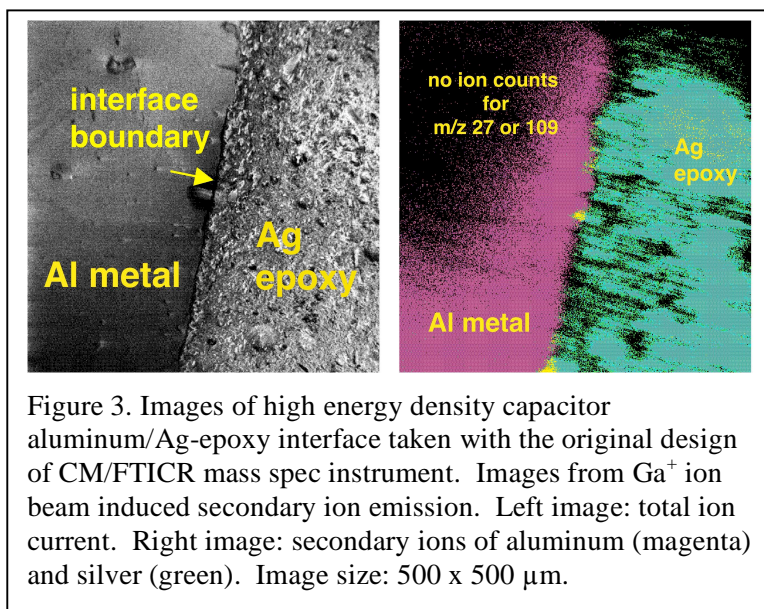 interface
boundary
Al metal
Ag
epoxy
no ion counts
for
m/z 27 or 109
Ag
epoxy
Al metal
Figure 3. Images of high energy density capacitor
aluminum/Ag-epoxy interface taken with the original design
of CM/FTICR mass spec instrument. Images from Ga⁺ ion
beam induced secondary ion emission. Left image: total ion
current. Right image: secondary ions of aluminum (magenta)
and silver (green). Image size: 500 x 500 µm.